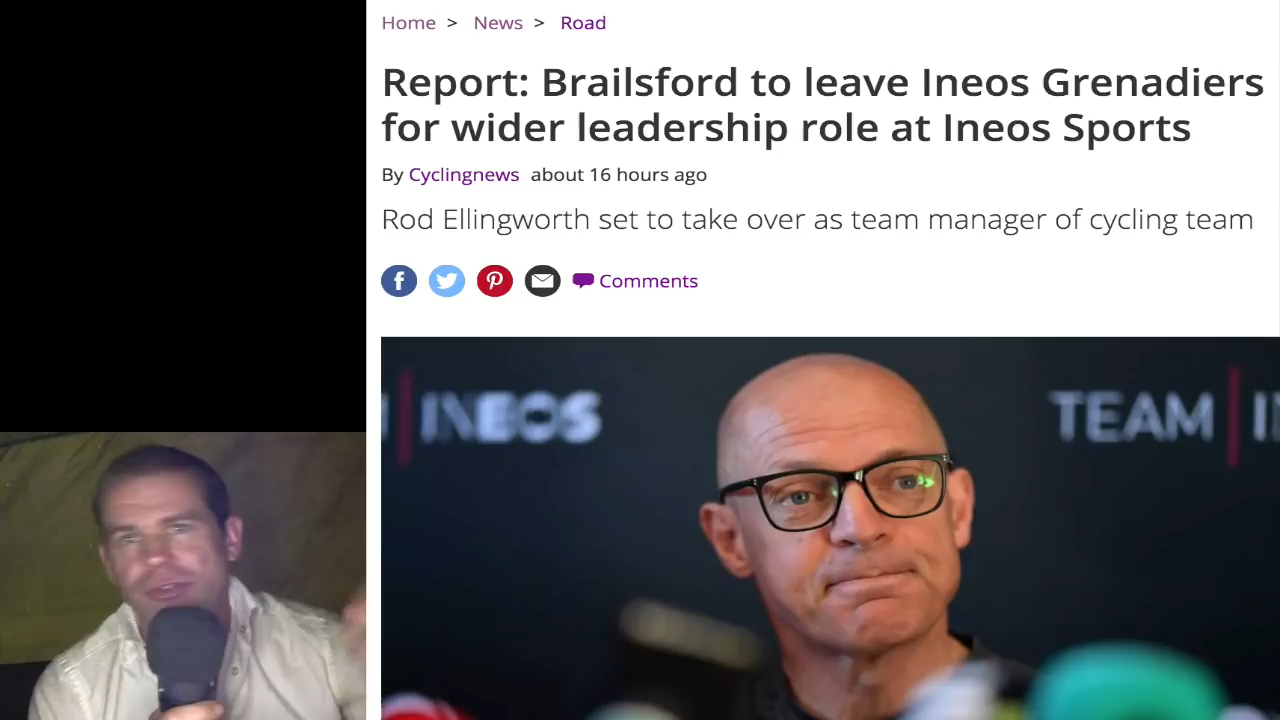 Home > News > Road
Report: Brailsford to leave Ineos Grenadiers
for wider leadership role at Ineos Sports
By Cyclingnews about 16 hours ago
Rod Ellingworth set to take over as team manager of cycling team
Comments
INEOS
TEAM